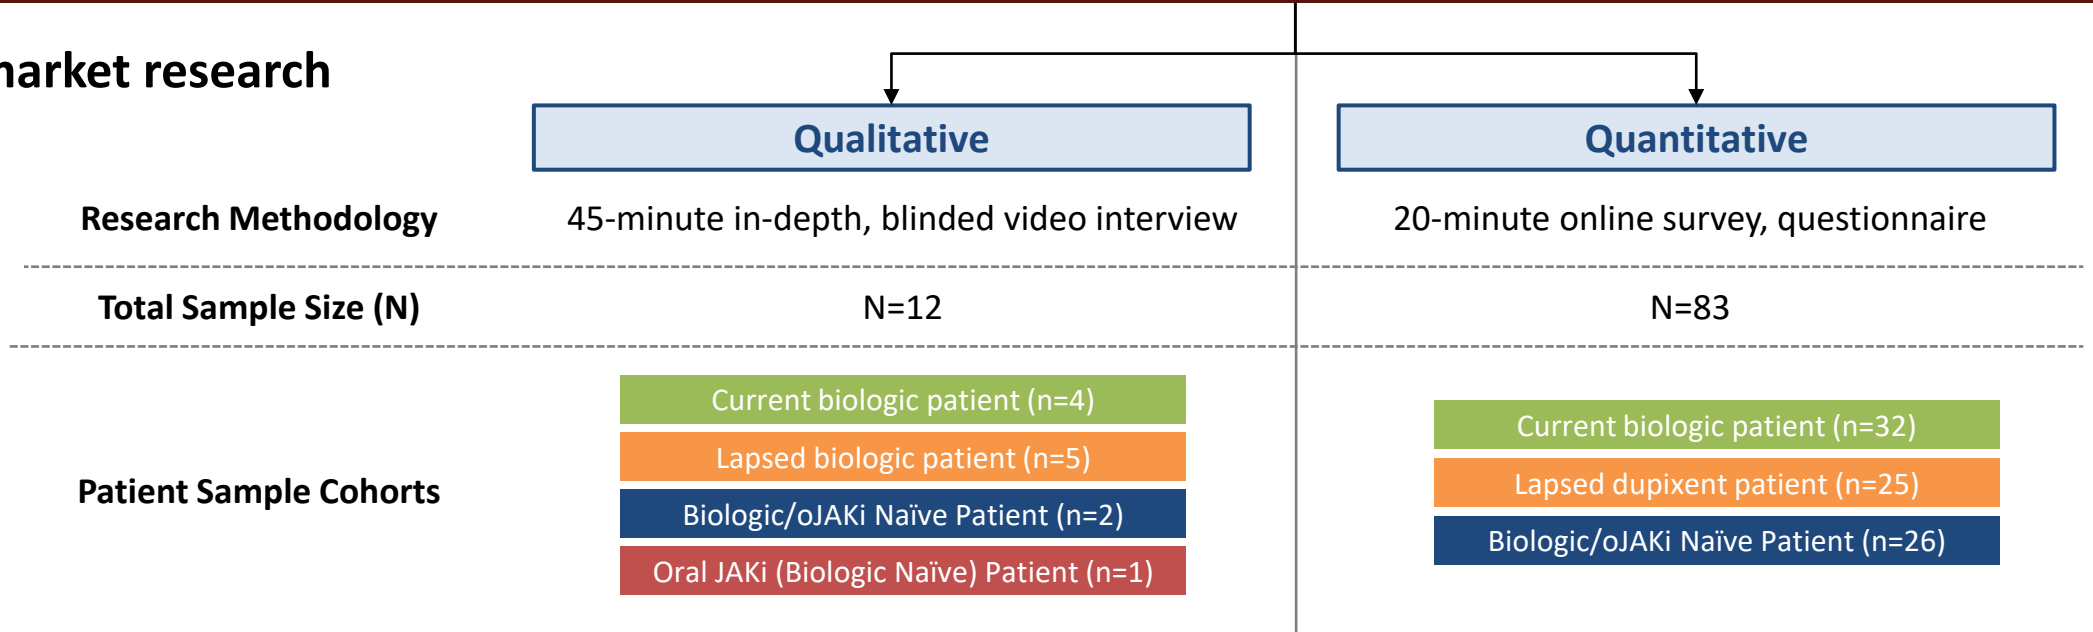 market research
Qualitative
Quantitative
Research Methodology
45-minute in-depth, blinded video interview
20-minute online survey, questionnaire
Total Sample Size (N)
N=12
N=83
Patient Sample Cohorts
Current biologic patient (n=4)
Lapsed biologic patient (n=5)
Biologic/oJAKi Naïve Patient (n=2)
Oral JAKi (Biologic Naïve) Patient (n=1)
Current biologic patient (n=32)
Lapsed dupixent patient (n=25)
Biologic/oJAKi Naïve Patient (n=26)